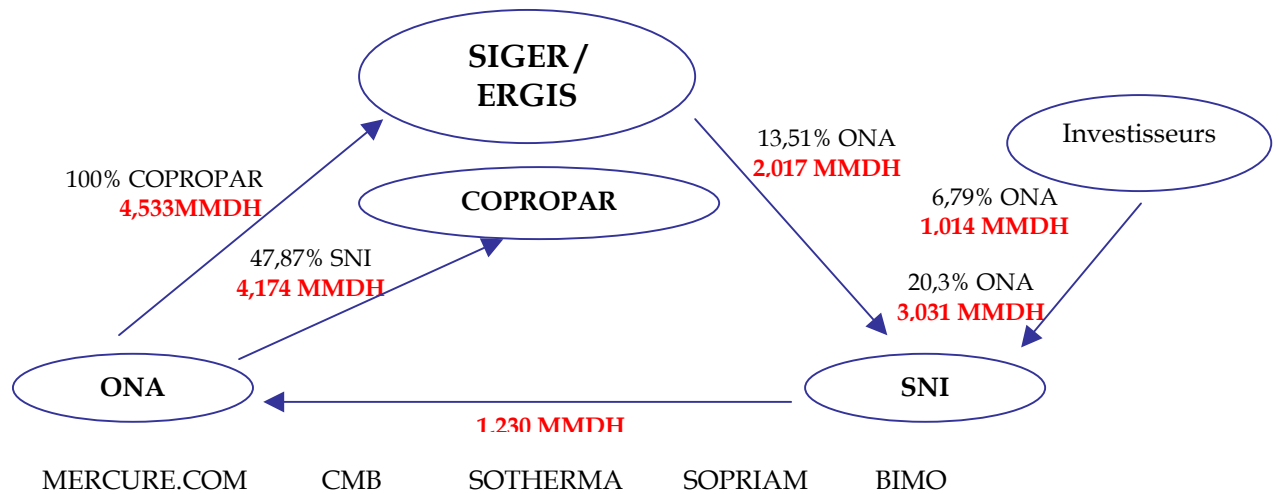 SIGER /
ERGIS
Investisseurs
13,51% ONA
2,017 MMDH
100% COPROPAR
4,533MMDH
COPROPAR
6,79% ONA
1,014 MMDH
47,87% SNI
4,174 MMDH
20,3% ONA
3,031 MMDH
ONA
SNI
1,230 MMDH
MERCURE.COM CMB SOTHERMA SOPRIAM BIMO